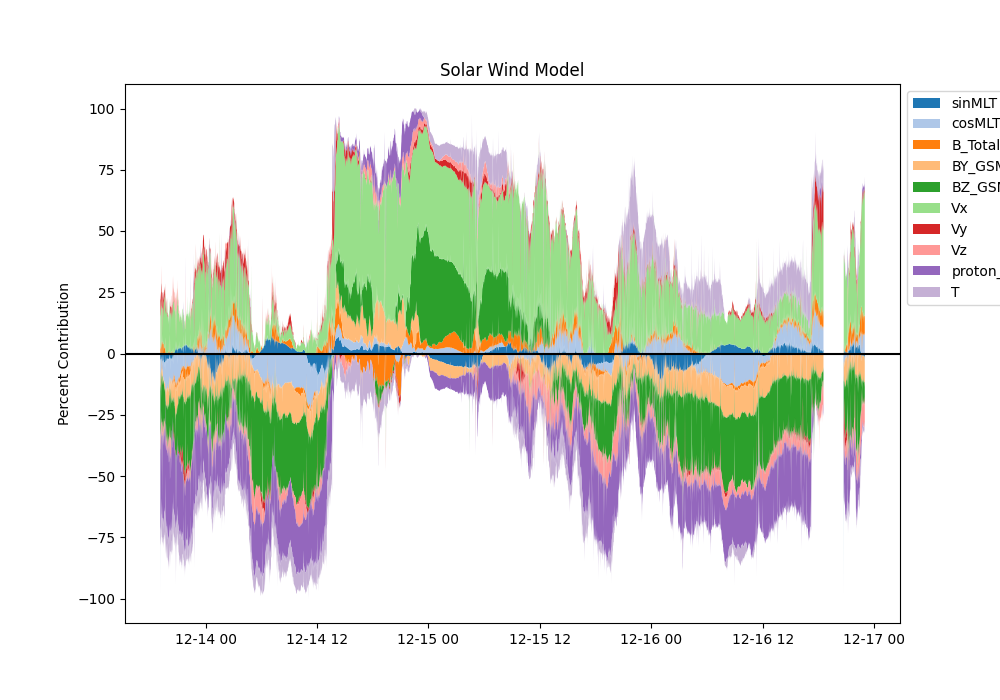 Solar Wind Model
Percent Contribution
100
75
50
25
0
−25
−50
−75
−100
12-14 00
12-14 12
12-15 00
12-15 12
12-16 00
12-16 12
12-17 00
sinMLT
cosMLT
B_Total
BY_GSM
BZ_GSM
Vx
Vy
Vz
proton_
T